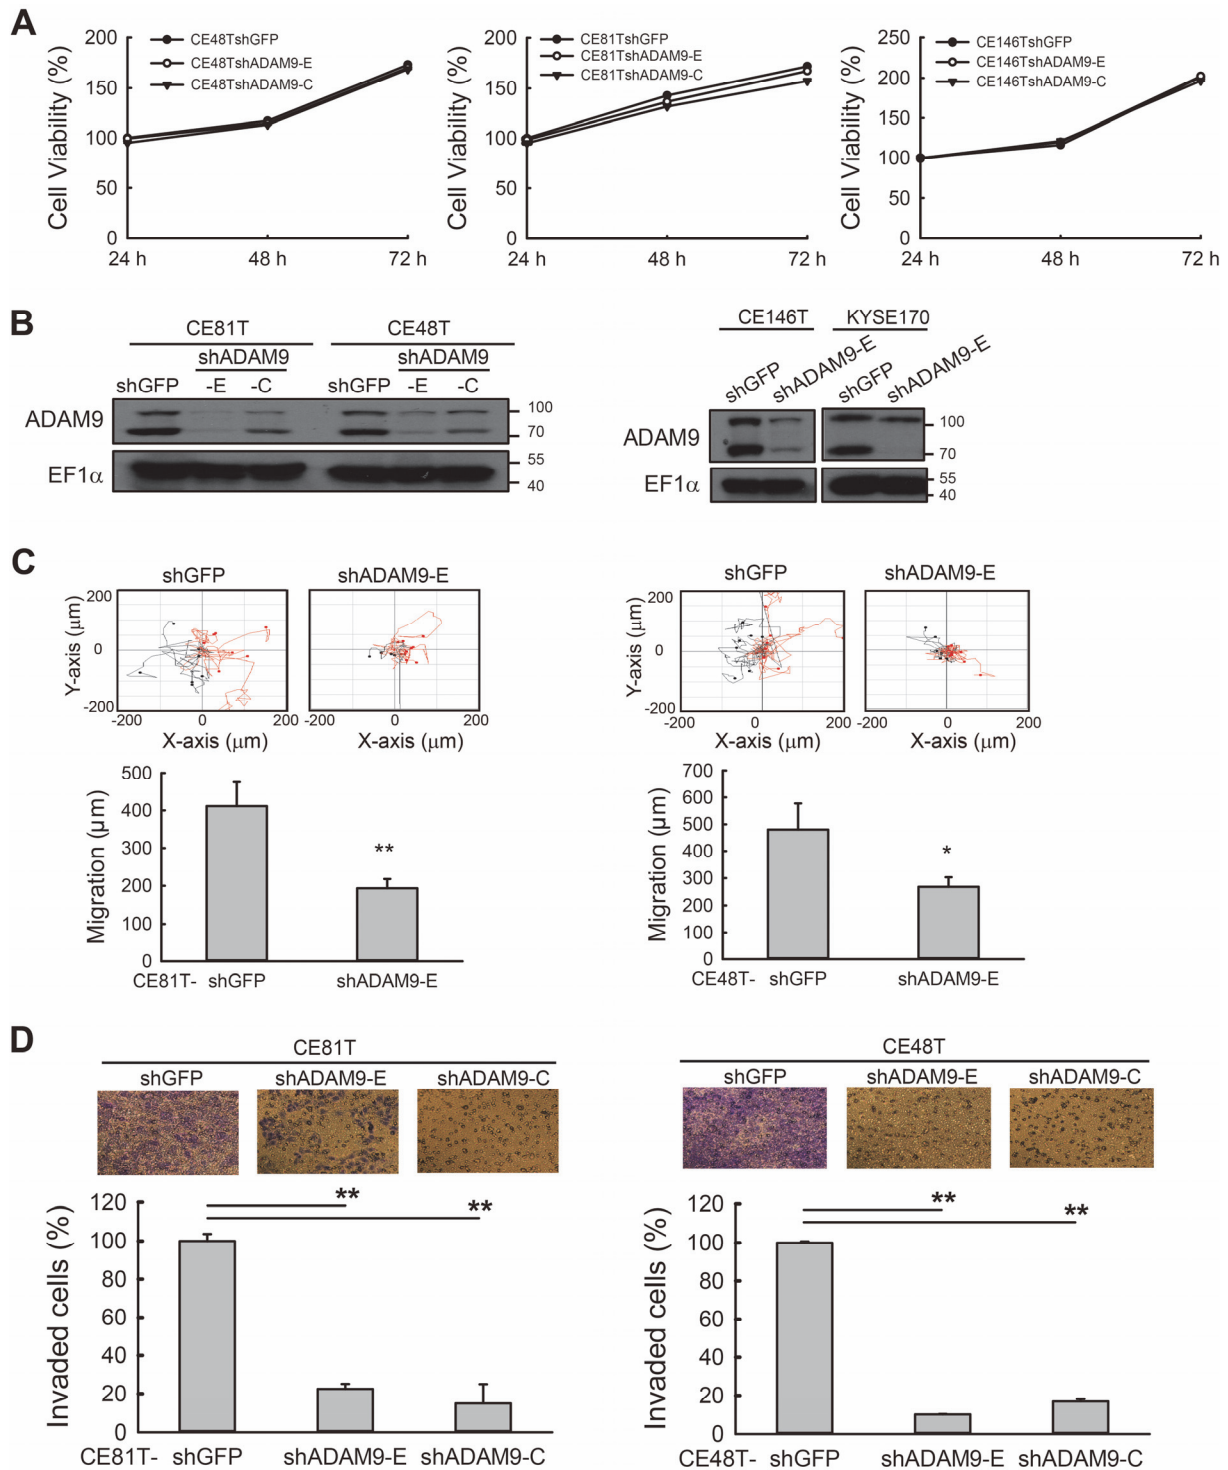 A
200
150
100
50
0
Cell Viability (%)
CE48TshGFP
CE48TshADAM9-E
CE48TshADAM9-C
24 h 48 h 72 h
200
150
100
50
0
Cell Viability (%)
CE81TshGFP
CE81TshADAM9-E
CE81TshADAM9-C
24 h 48 h 72 h
250
200
150
100
50
0
Cell Viability (%)
CE146TshGFP
CE146TshADAM9-E
CE146TshADAM9-C
24 h 48 h 72 h
B
CE81T CE48T
shADAM9 shADAM9
shGFP -E -C shGFP -E -C
ADAM9
100
70
EF1α
55
40
CE146T KYSE170
shGFP shADAM9-E shGFP shADAM9-E
ADAM9
100
70
EF1α
55
40
C
shGFP shADAM9-E
200
0
-200
Y-axis (μm)
-200 0 200 -200 0 200
X-axis (μm) X-axis (μm)
500
400
300
200
100
0
Migration (μm)
**
CE81T- shGFP shADAM9-E
shGFP shADAM9-E
200
0
-200
Y-axis (μm)
-200 0 200 -200 0 200
X-axis (μm) X-axis (μm)
700
600
500
400
300
200
100
0
Migration (μm)
*
CE48T- shGFP shADAM9-E
D
CE81T
shGFP shADAM9-E shADAM9-C
120
100
80
60
40
20
0
Invaded cells (%)
**
**
CE81T- shGFP shADAM9-E shADAM9-C
CE48T
shGFP shADAM9-E shADAM9-C
120
100
80
60
40
20
0
Invaded cells (%)
**
**
CE48T- shGFP shADAM9-E shADAM9-C